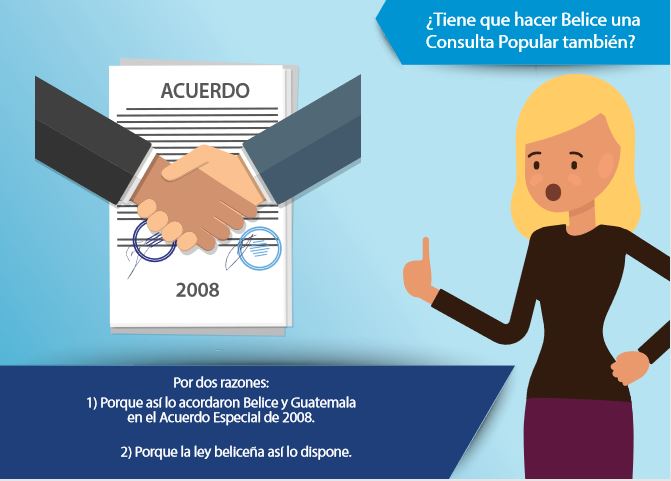 ¿Tiene que hacer Belice una
Consulta Popular también?
ACUERDO
2008
Por dos razones:
1) Porque así lo acordaron Belice y Guatemala
en el Acuerdo Especial de 2008.
2) Porque la ley beliceña así lo dispone.